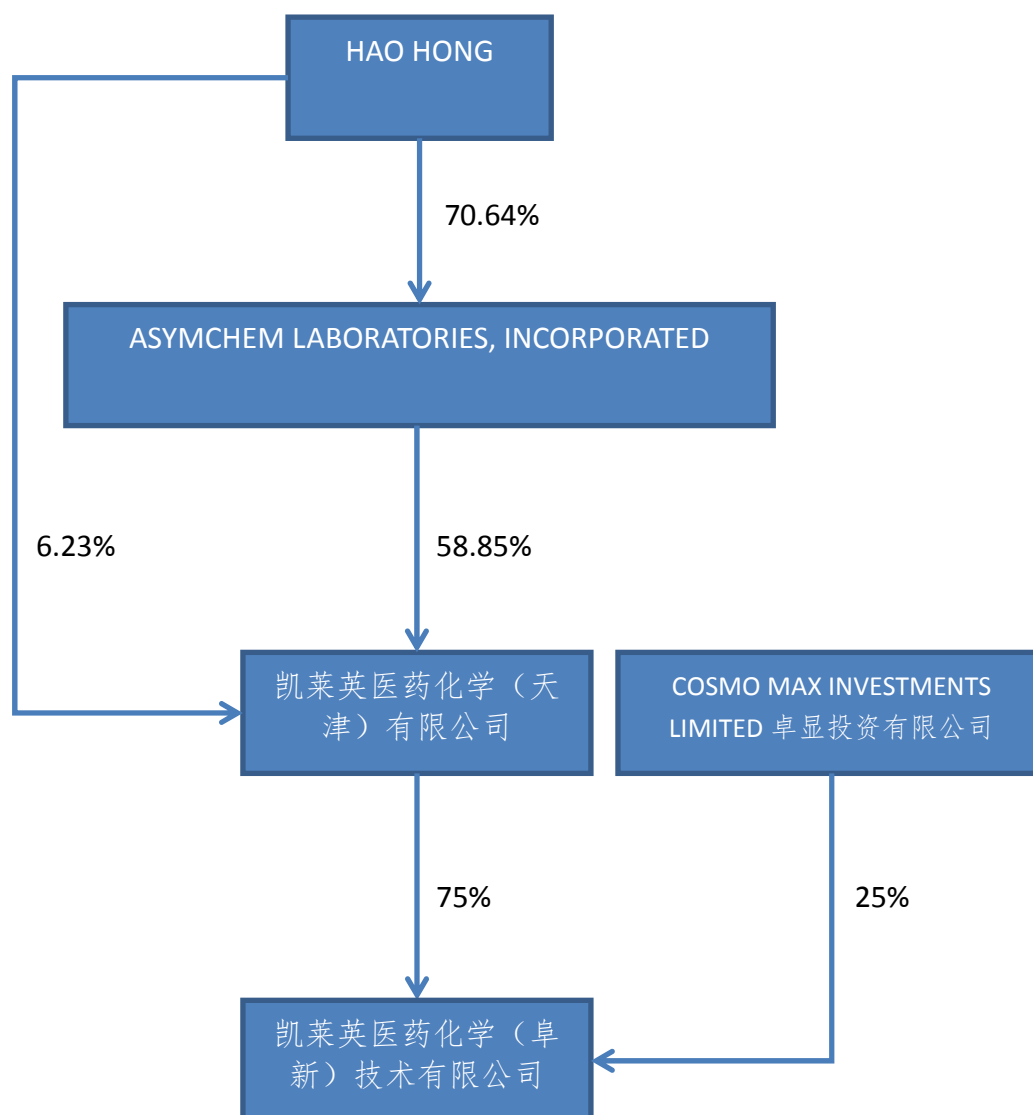 HAO HONG
70.64%
ASYMCHEM LABORATORIES, INCORPORATED
6.23%
58.85%
凯莱英医药化学（天
津）有限公司
COSMO MAX INVESTMENTS
LIMITED 卓显投资有限公司
75%
25%
凯莱英医药化学（阜
新）技术有限公司